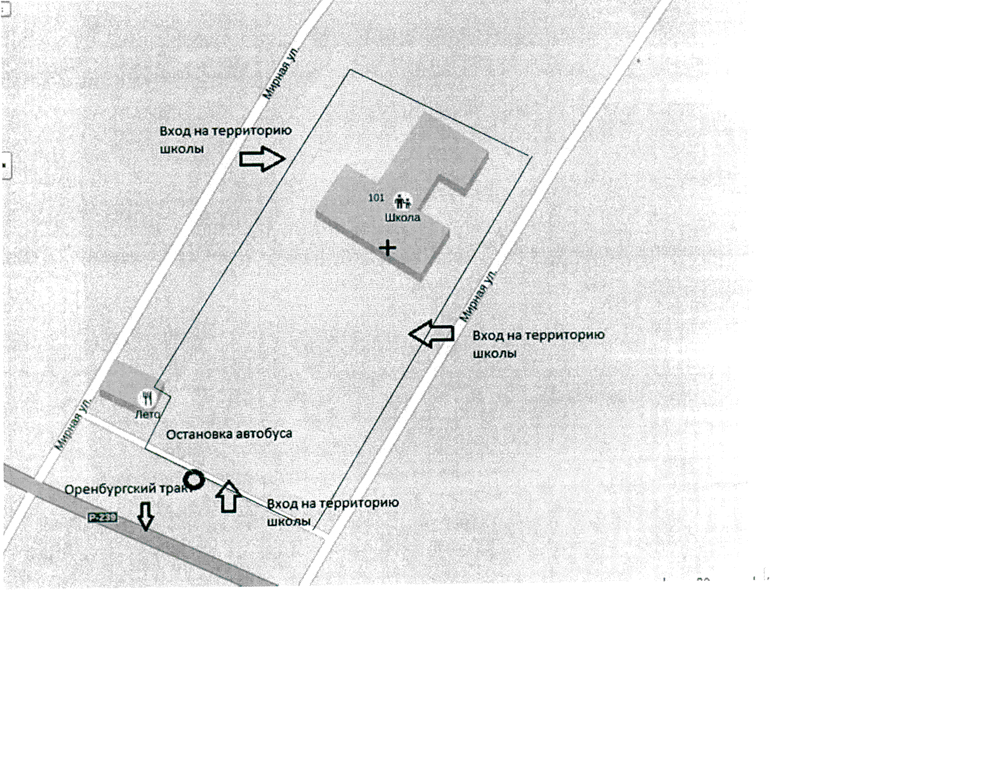 Мирная ул.
Вход на территорию
школы
101
Школа
Мирная ул.
Вход на территорию
школы
Лето
Мирная ул.
Остановка автобуса
Оренбургский трак
Р-239
Вход на территорию
школы